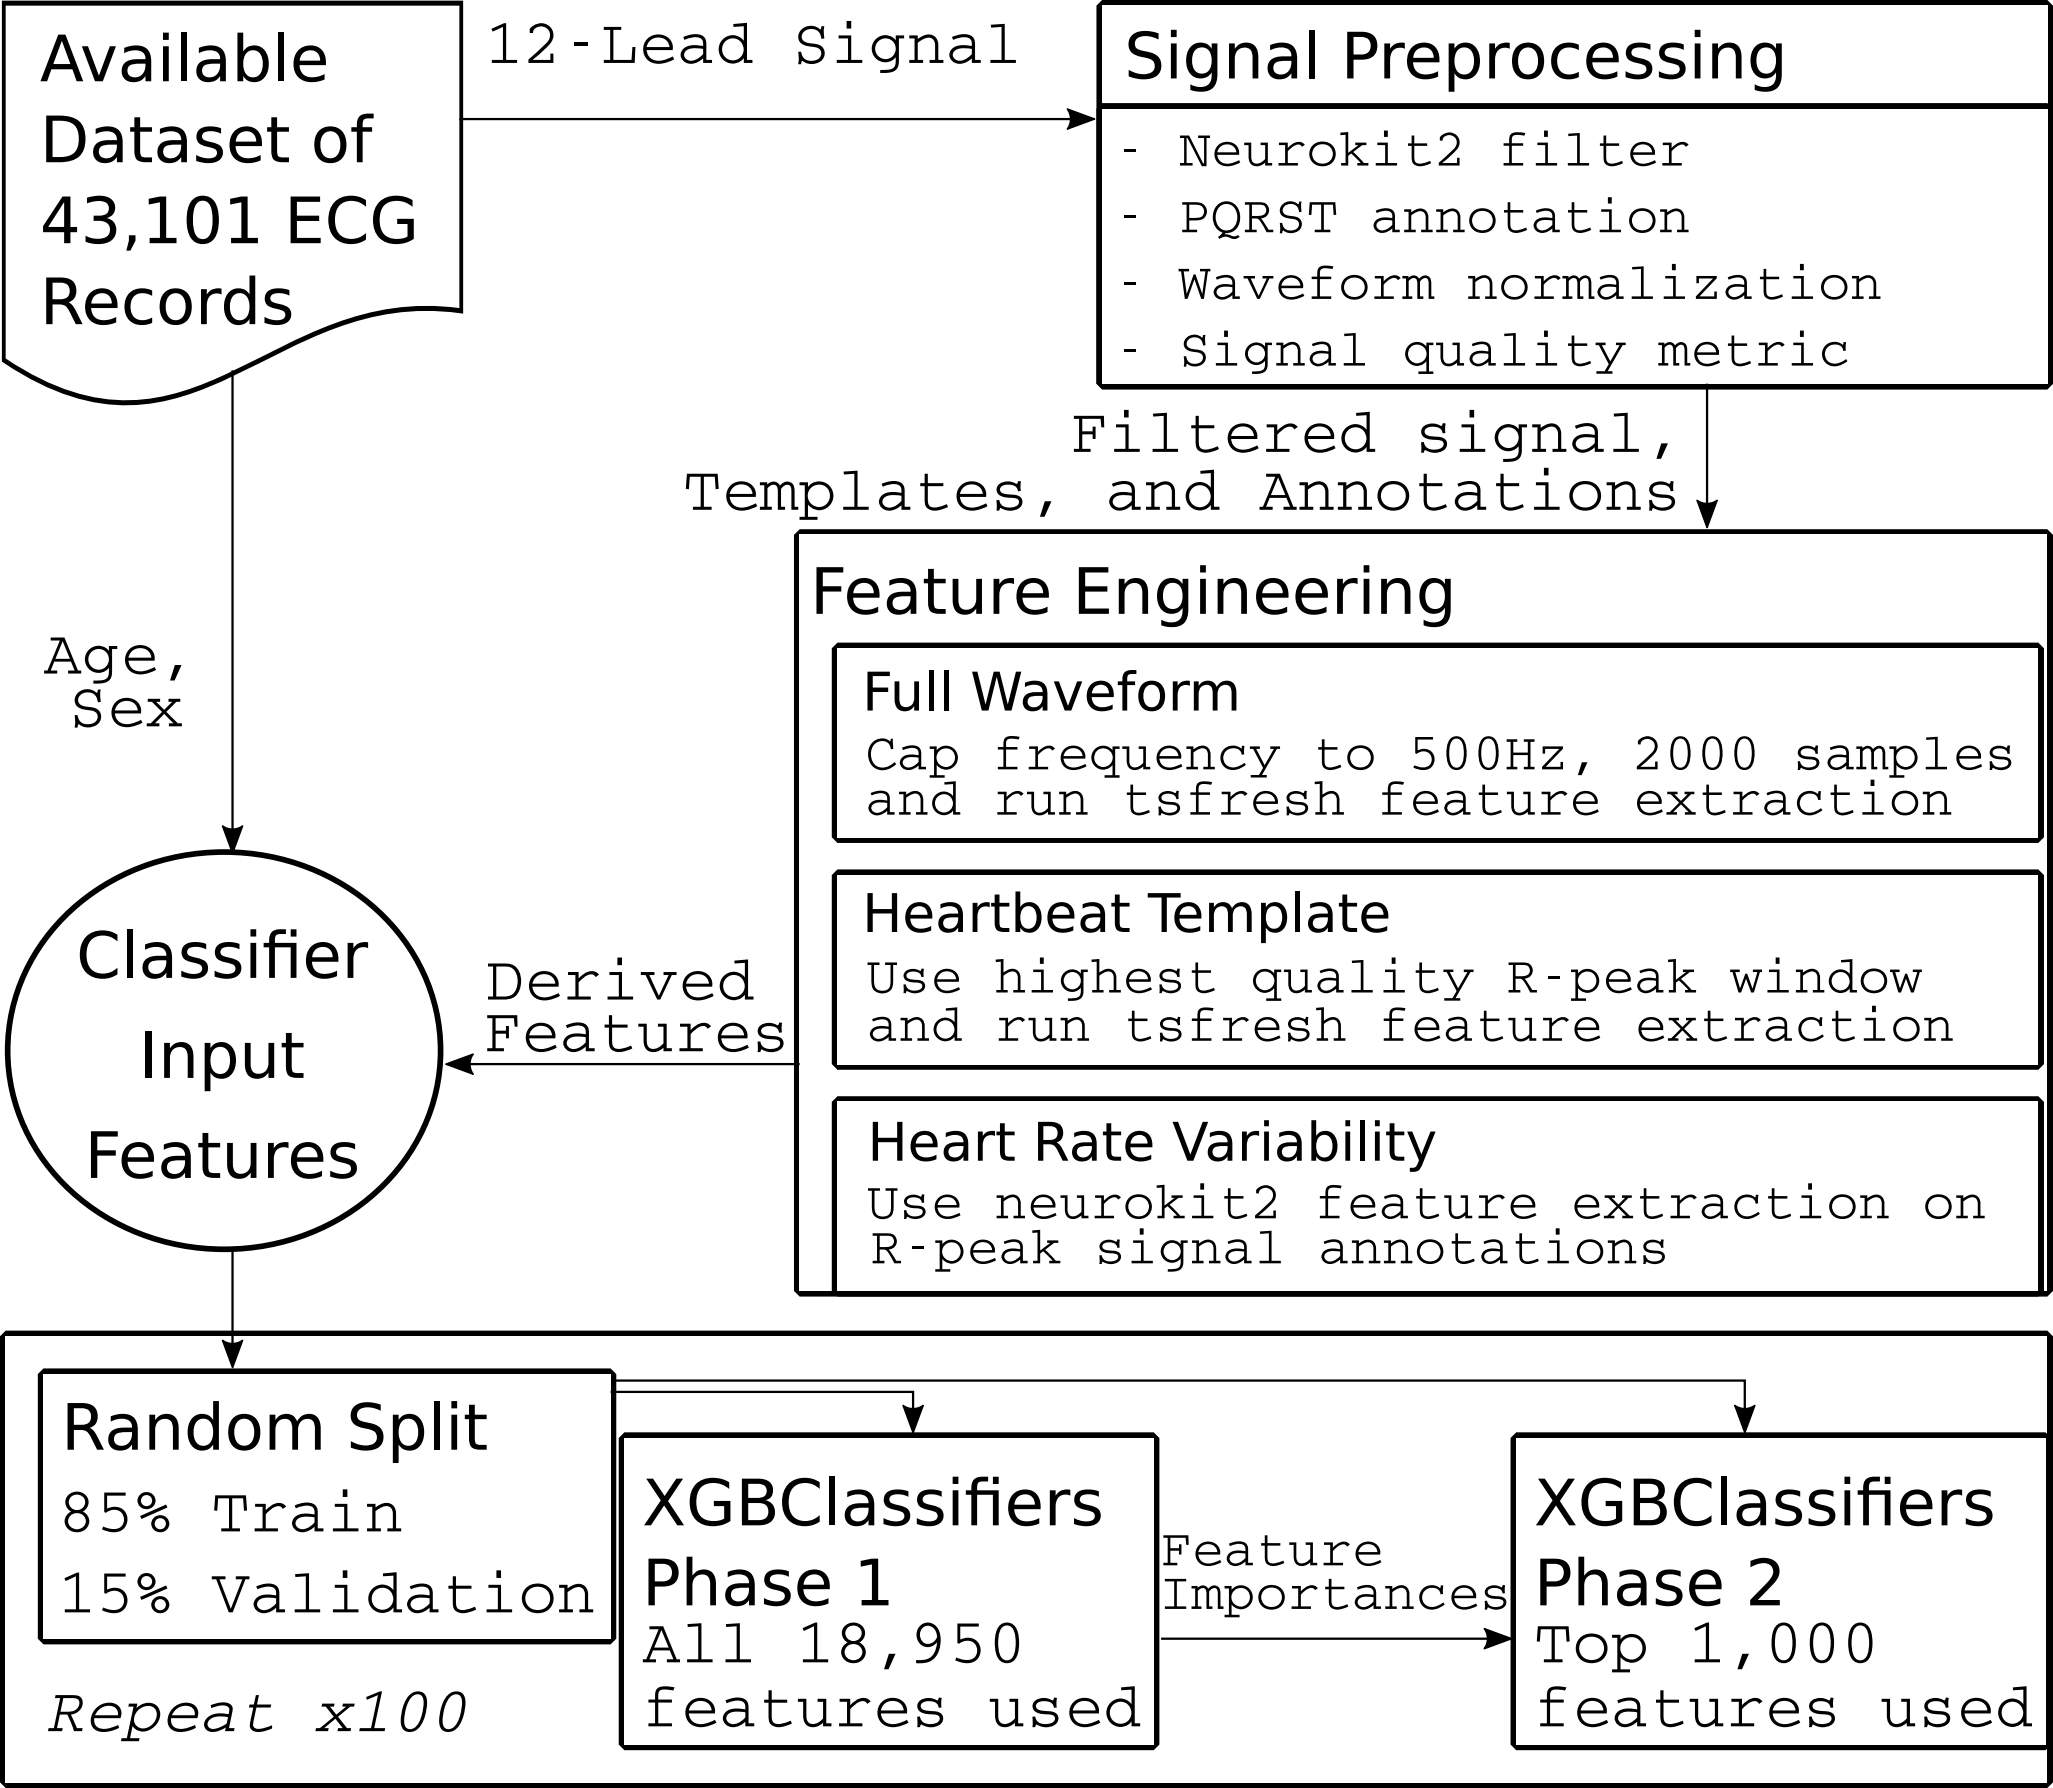 Available
Dataset of
43,101 ECG
Records
12-Lead Signal
Signal Preprocessing
- Neurokit2 filter
- PQRST annotation
- Waveform normalization
- Signal quality metric
Filtered signal,
Templates, and Annotations
Age,
Sex
Feature Engineering
Full Waveform
Cap frequency to 500Hz, 2000 samples
and run tsfresh feature extraction
Heartbeat Template
Use highest quality R-peak window
and run tsfresh feature extraction
Heart Rate Variability
Use neurokit2 feature extraction on
R-peak signal annotations
Derived
Features
Classifier
Input
Features
Random Split
85% Train
15% Validation
Repeat x100
XGBClassifiers
Phase 1
All 18,950
features used
Feature
Importances
XGBClassifiers
Phase 2
Top 1,000
features used